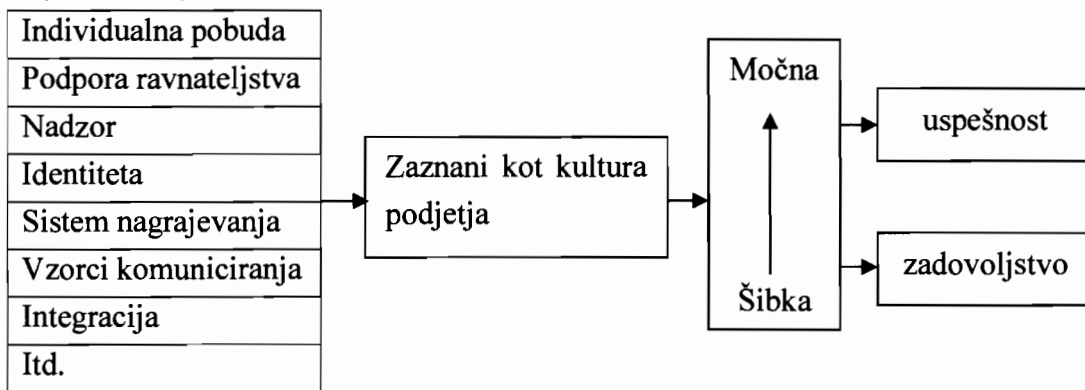 Individualna pobuda
Podpora ravnateljstva
Nadzor
Identiteta
Sistem nagrajevanja
Vzorci komuniciranja
Integracija
Itd.
Zaznani kot kultura
podjetja
Močna
Šibka
uspešnost
zadovoljstvo